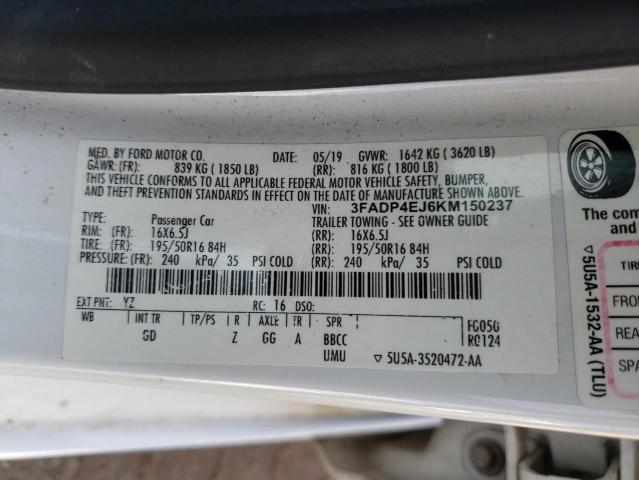 MFD. BY FORD MOTOR CO. DATE: 05/19 GVWR: 1642 KG ( 3620 LB)
GAWR: (FR): 839 KG ( 1850 LB) (RR): 816 KG ( 1800 LB)
THIS VEHICLE CONFORMS TO ALL APPLICABLE FEDERAL MOTOR VEHICLE SAFETY, BUMPER,
AND THEFT PREVENTION STANDARDS IN EFFECT ON THE DATE OF MANUFACTURE SHOWN ABOVE.
VIN: 3FADP4EJ6KM150237
TYPE: Passenger Car TRAILER TOWING - SEE OWNER GUIDE
RIM: (FR) 16X6.5J (RR): 16X6.5J
TIRE: (FR): 195/50R16 84H (RR): 195/50R16 84H
PRESSURE: (FR): 240 kPa/ 35 PSI COLD (RR): 240 kPa/ 35 PSI COLD
EXT PNT: YZ RC: 16 DSO:
WB INT TR TP/PS R AXLE TR SPR FG056
GD Z GG A BBCC RC124
UMU ▽ 5U5A-3520472-AA
The com
and
TIRE
FRON
REA
SPA
▽ 5U5A-1532-AA (TLU)